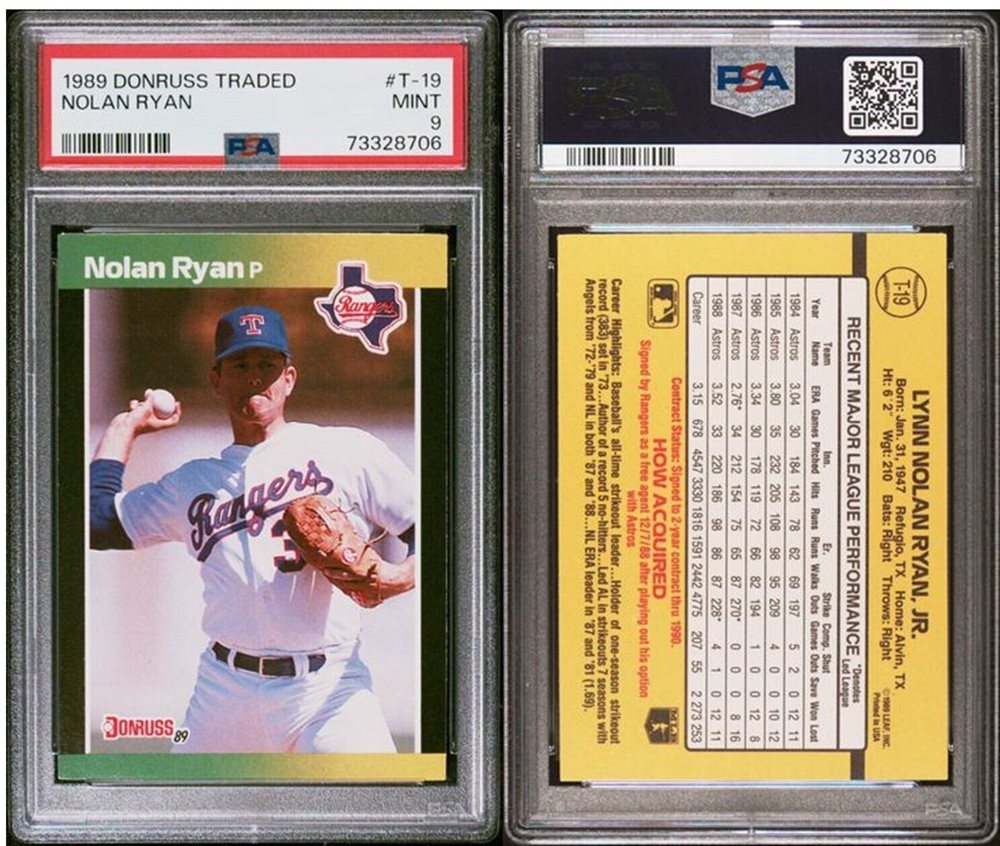 1989 DONRUSS TRADED #T-19
NOLAN RYAN MINT
9
PSA 73328706
Nolan Ryan P
Rangers
T
Rangers
3
DONRUSS 89
PSA
PSA
PSA
73328706
T-19
LYNN NOLAN RYAN, JR.
Born: Jan. 31, 1947 Refugio, TX Home: Alvin, TX
Ht: 6' 2" Wgt: 210 Bats: Right Throws: Right
© 1989 LEAF, INC.
Printed in USA
RECENT MAJOR LEAGUE PERFORMANCE *Denotes Led League
Year Team Name ERA Games Inn. Pitched Hits Runs Er. Runs Walks Strike Outs Comp. Games Shut Outs Save Won Lost
1984 Astros 3.04 30 184 143 78 62 69 197 5 2 0 12 11
1985 Astros 3.80 35 232 205 108 98 95 209 4 0 0 10 12
1986 Astros 3.34 30 178 119 72 66 82 194 1 0 0 12 8
1987 Astros 2.76* 34 212 154 75 65 87 270* 0 0 0 8 16
1988 Astros 3.52 33 220 186 98 86 87 228* 4 1 0 12 11
Career 3.15 678 4547 3330 1816 1591 2442 4775 207 55 2 273 253
Contract Status: Signed to 2-year contract thru 1990.
HOW ACQUIRED
Signed by Rangers as a free agent 12/7/88 after playing out his option
with Astros
MLB
Career Highlights: Baseball's all-time strikeout leader...Holder of one-season strikeout
record (383) set in '73...Author of a record 5 no-hitters...Led AL in strikeouts 7 seasons with
Angels from '72-'79 and NL in both '87 and '88...NL ERA leader in '87 and '81 (1.69).
PSA